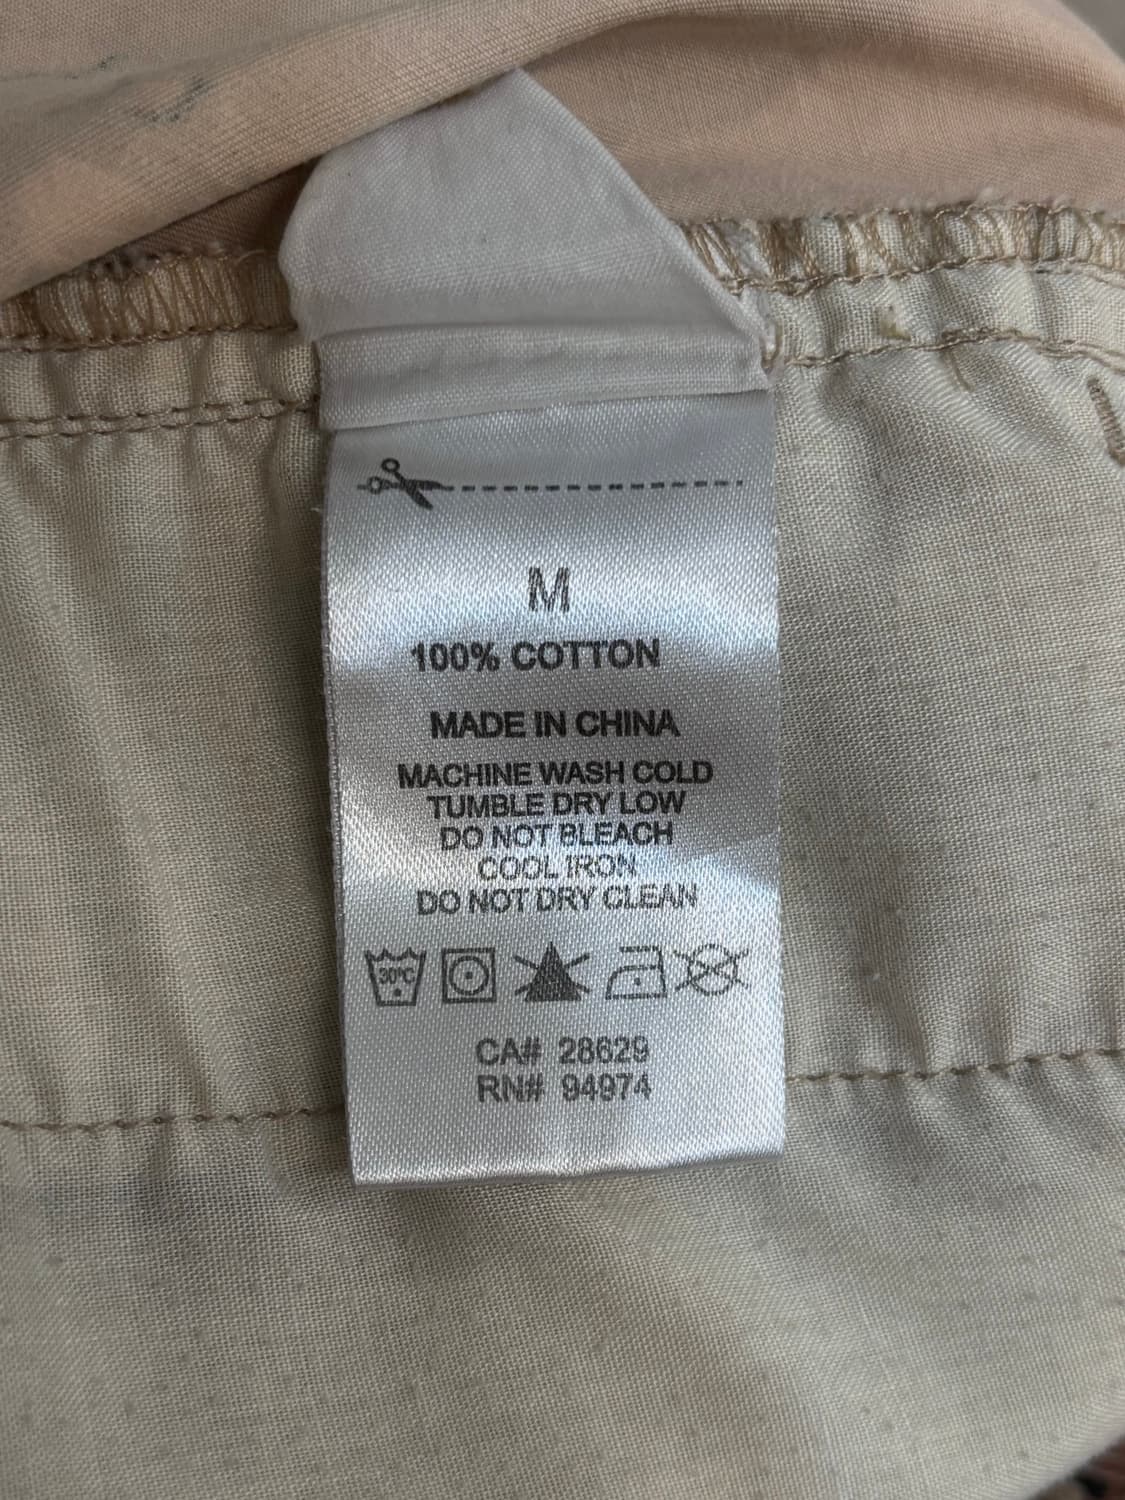 M
100% COTTON
MADE IN CHINA
MACHINE WASH COLD
TUMBLE DRY LOW
DO NOT BLEACH
COOL IRON
DO NOT DRY CLEAN
30°C
CA# 28629
RN# 94974